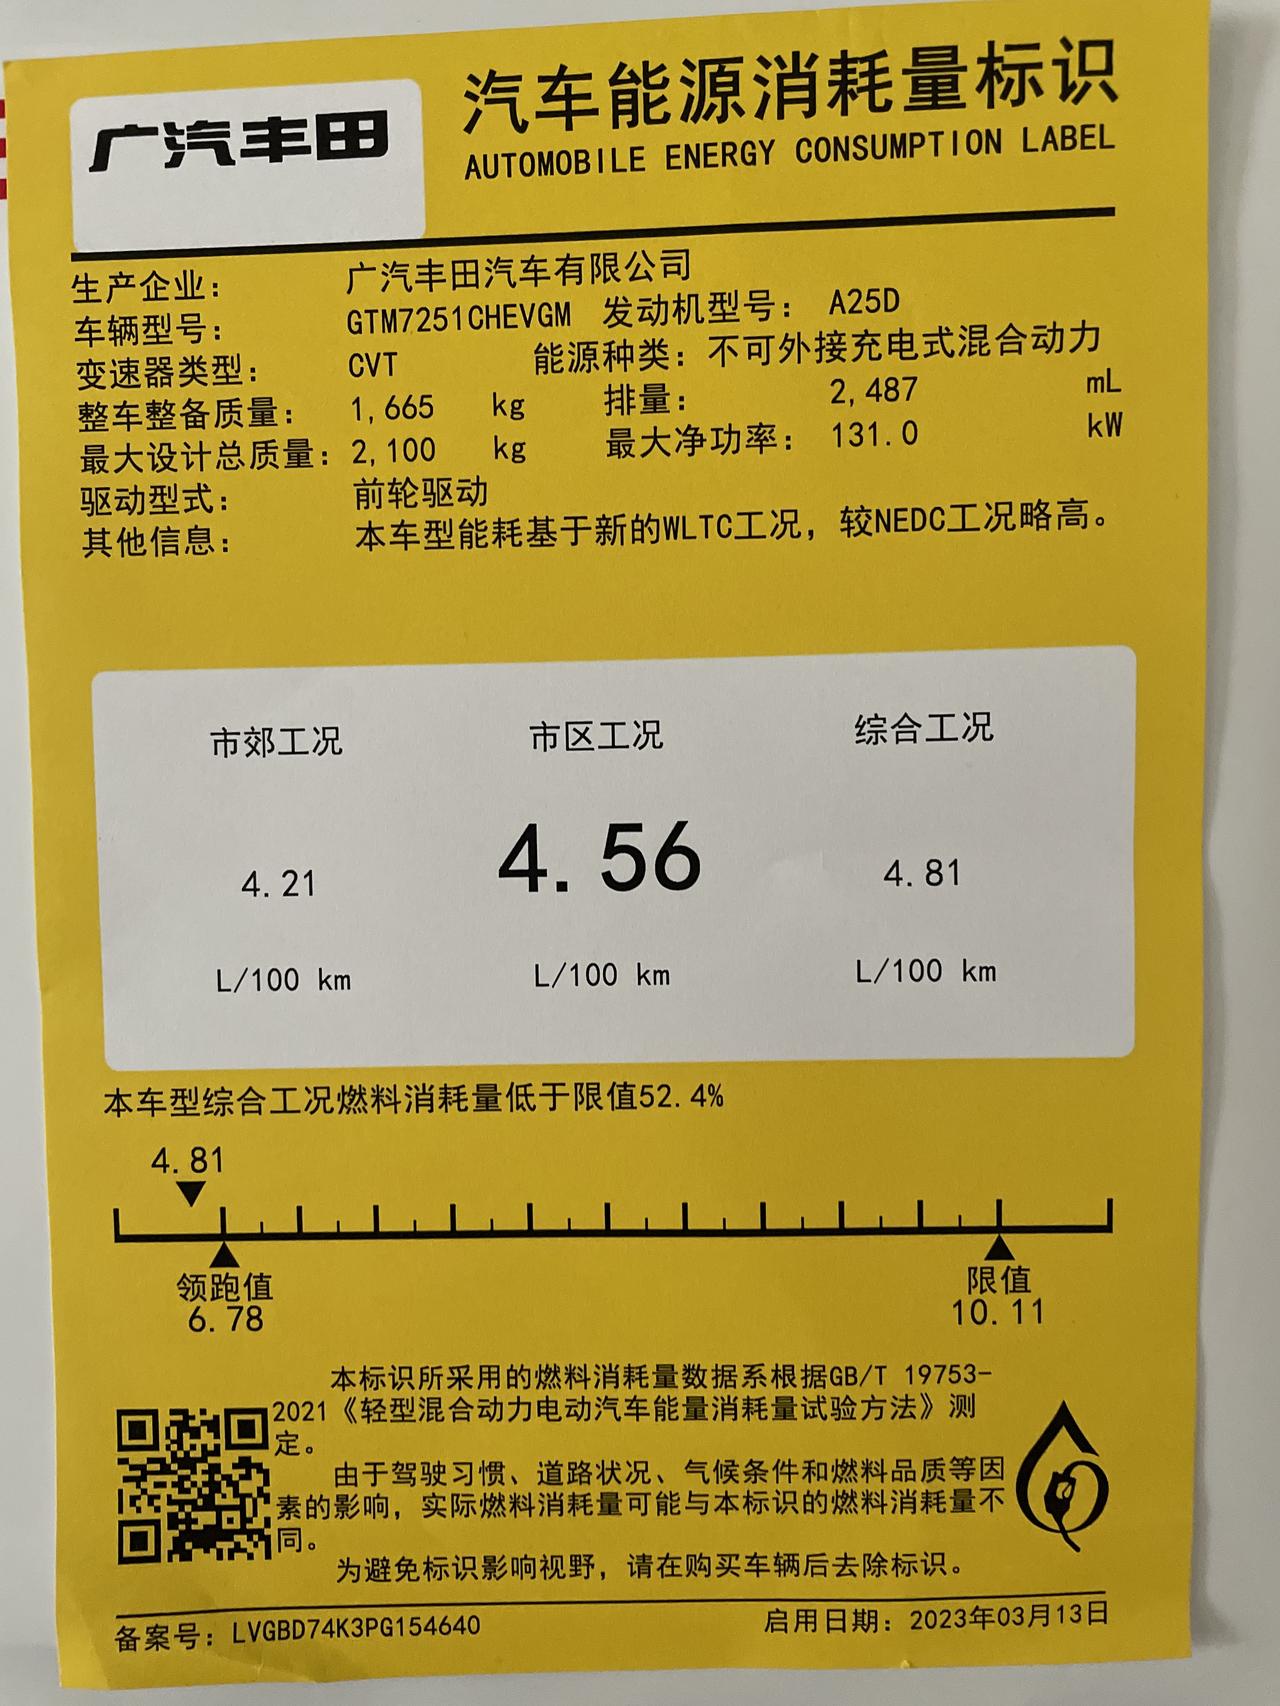 广汽丰田
汽车能源消耗量标识
AUTOMOBILE ENERGY CONSUMPTION LABEL
生产企业: 广汽丰田汽车有限公司
车辆型号: GTM7251CHEVGM 发动机型号: A25D
变速器类型: CVT 能源种类: 不可外接充电式混合动力
整车整备质量: 1,665 kg 排量: 2,487 mL
最大设计总质量: 2,100 kg 最大净功率: 131.0 kW
驱动型式: 前轮驱动
其他信息: 本车型能耗基于新的WLTC工况，较NEDC工况略高。
市郊工况 市区工况 综合工况
4.21 4.56 4.81
L/100 km L/100 km L/100 km
本车型综合工况燃料消耗量低于限值52.4%
4.81
领跑值 限值
6.78 10.11
本标识所采用的燃料消耗量数据系根据GB/T 19753-
2021《轻型混合动力电动汽车能量消耗量试验方法》测
定。
由于驾驶习惯、道路状况、气候条件和燃料品质等因
素的影响，实际燃料消耗量可能与本标识的燃料消耗量不
同。
为避免标识影响视野，请在购买车辆后去除标识。
备案号: LVGBD74K3PG154640 启用日期: 2023年03月13日